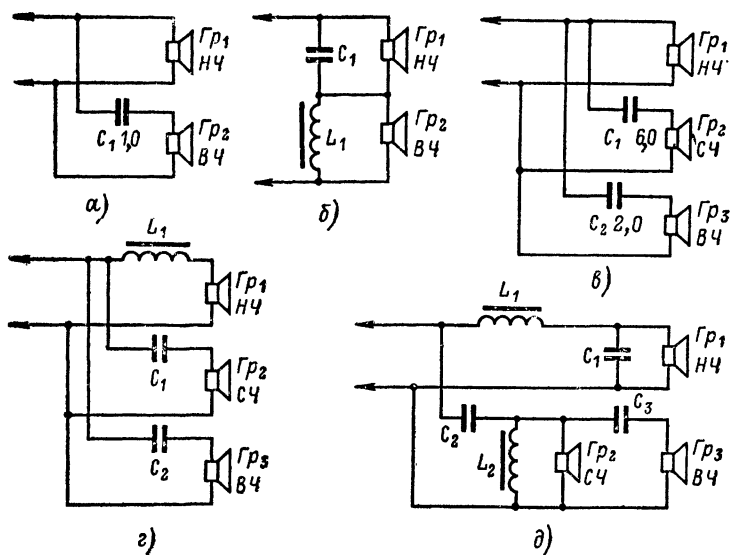 Гр₁
НЧ
C₁ 1,0
Гр₂
ВЧ
а)
C₁
Гр₁
НЧ
L₁
Гр₂
ВЧ
б)
Гр₁
НЧ
C₁ 6,0
Гр₂
СЧ
C₂ 2,0
Гр₃
ВЧ
в)
L₁
Гр₁
НЧ
C₁
Гр₂
СЧ
C₂
Гр₃
ВЧ
г)
L₁
C₁
Гр₁
НЧ
C₂
C₃
L₂
Гр₂
СЧ
Гр₃
ВЧ
д)